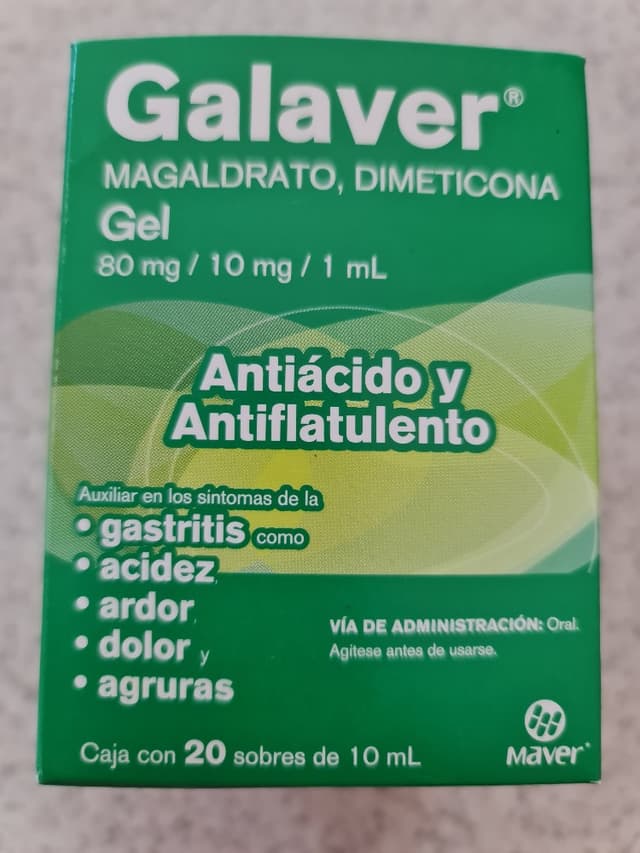 Galaver®
MAGALDRATO, DIMETICONA
Gel
80 mg / 10 mg / 1 mL
Antiácido y
Antiflatulento
Auxiliar en los síntomas de la
• gastritis como
• acidez,
• ardor,
• dolor y
• agruras
VÍA DE ADMINISTRACIÓN: Oral.
Agítese antes de usarse.
Caja con 20 sobres de 10 mL
Maver